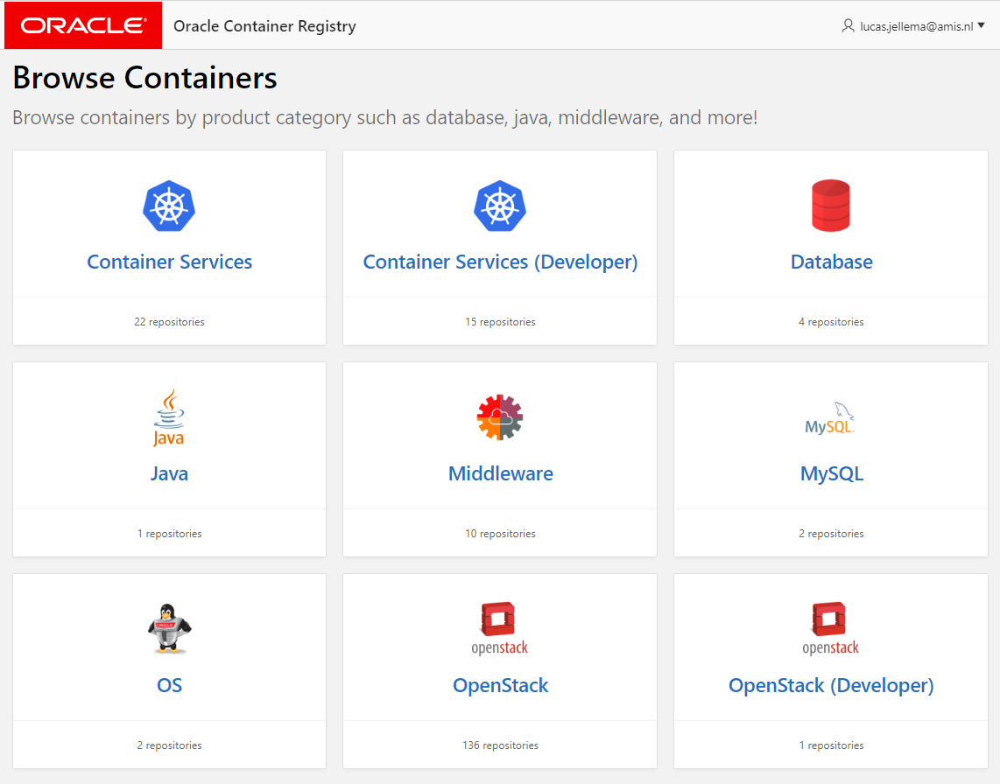 ORACLE Oracle Container Registry lucas.jellema@amis.nl
Browse Containers
Browse containers by product category such as database, java, middleware, and more!
Container Services Container Services (Developer) Database
22 repositories 15 repositories 4 repositories
Java MySQL
Java Middleware MySQL
1 repositories 10 repositories 2 repositories
ORACLE openstack openstack
OS OpenStack OpenStack (Developer)
2 repositories 136 repositories 1 repositories